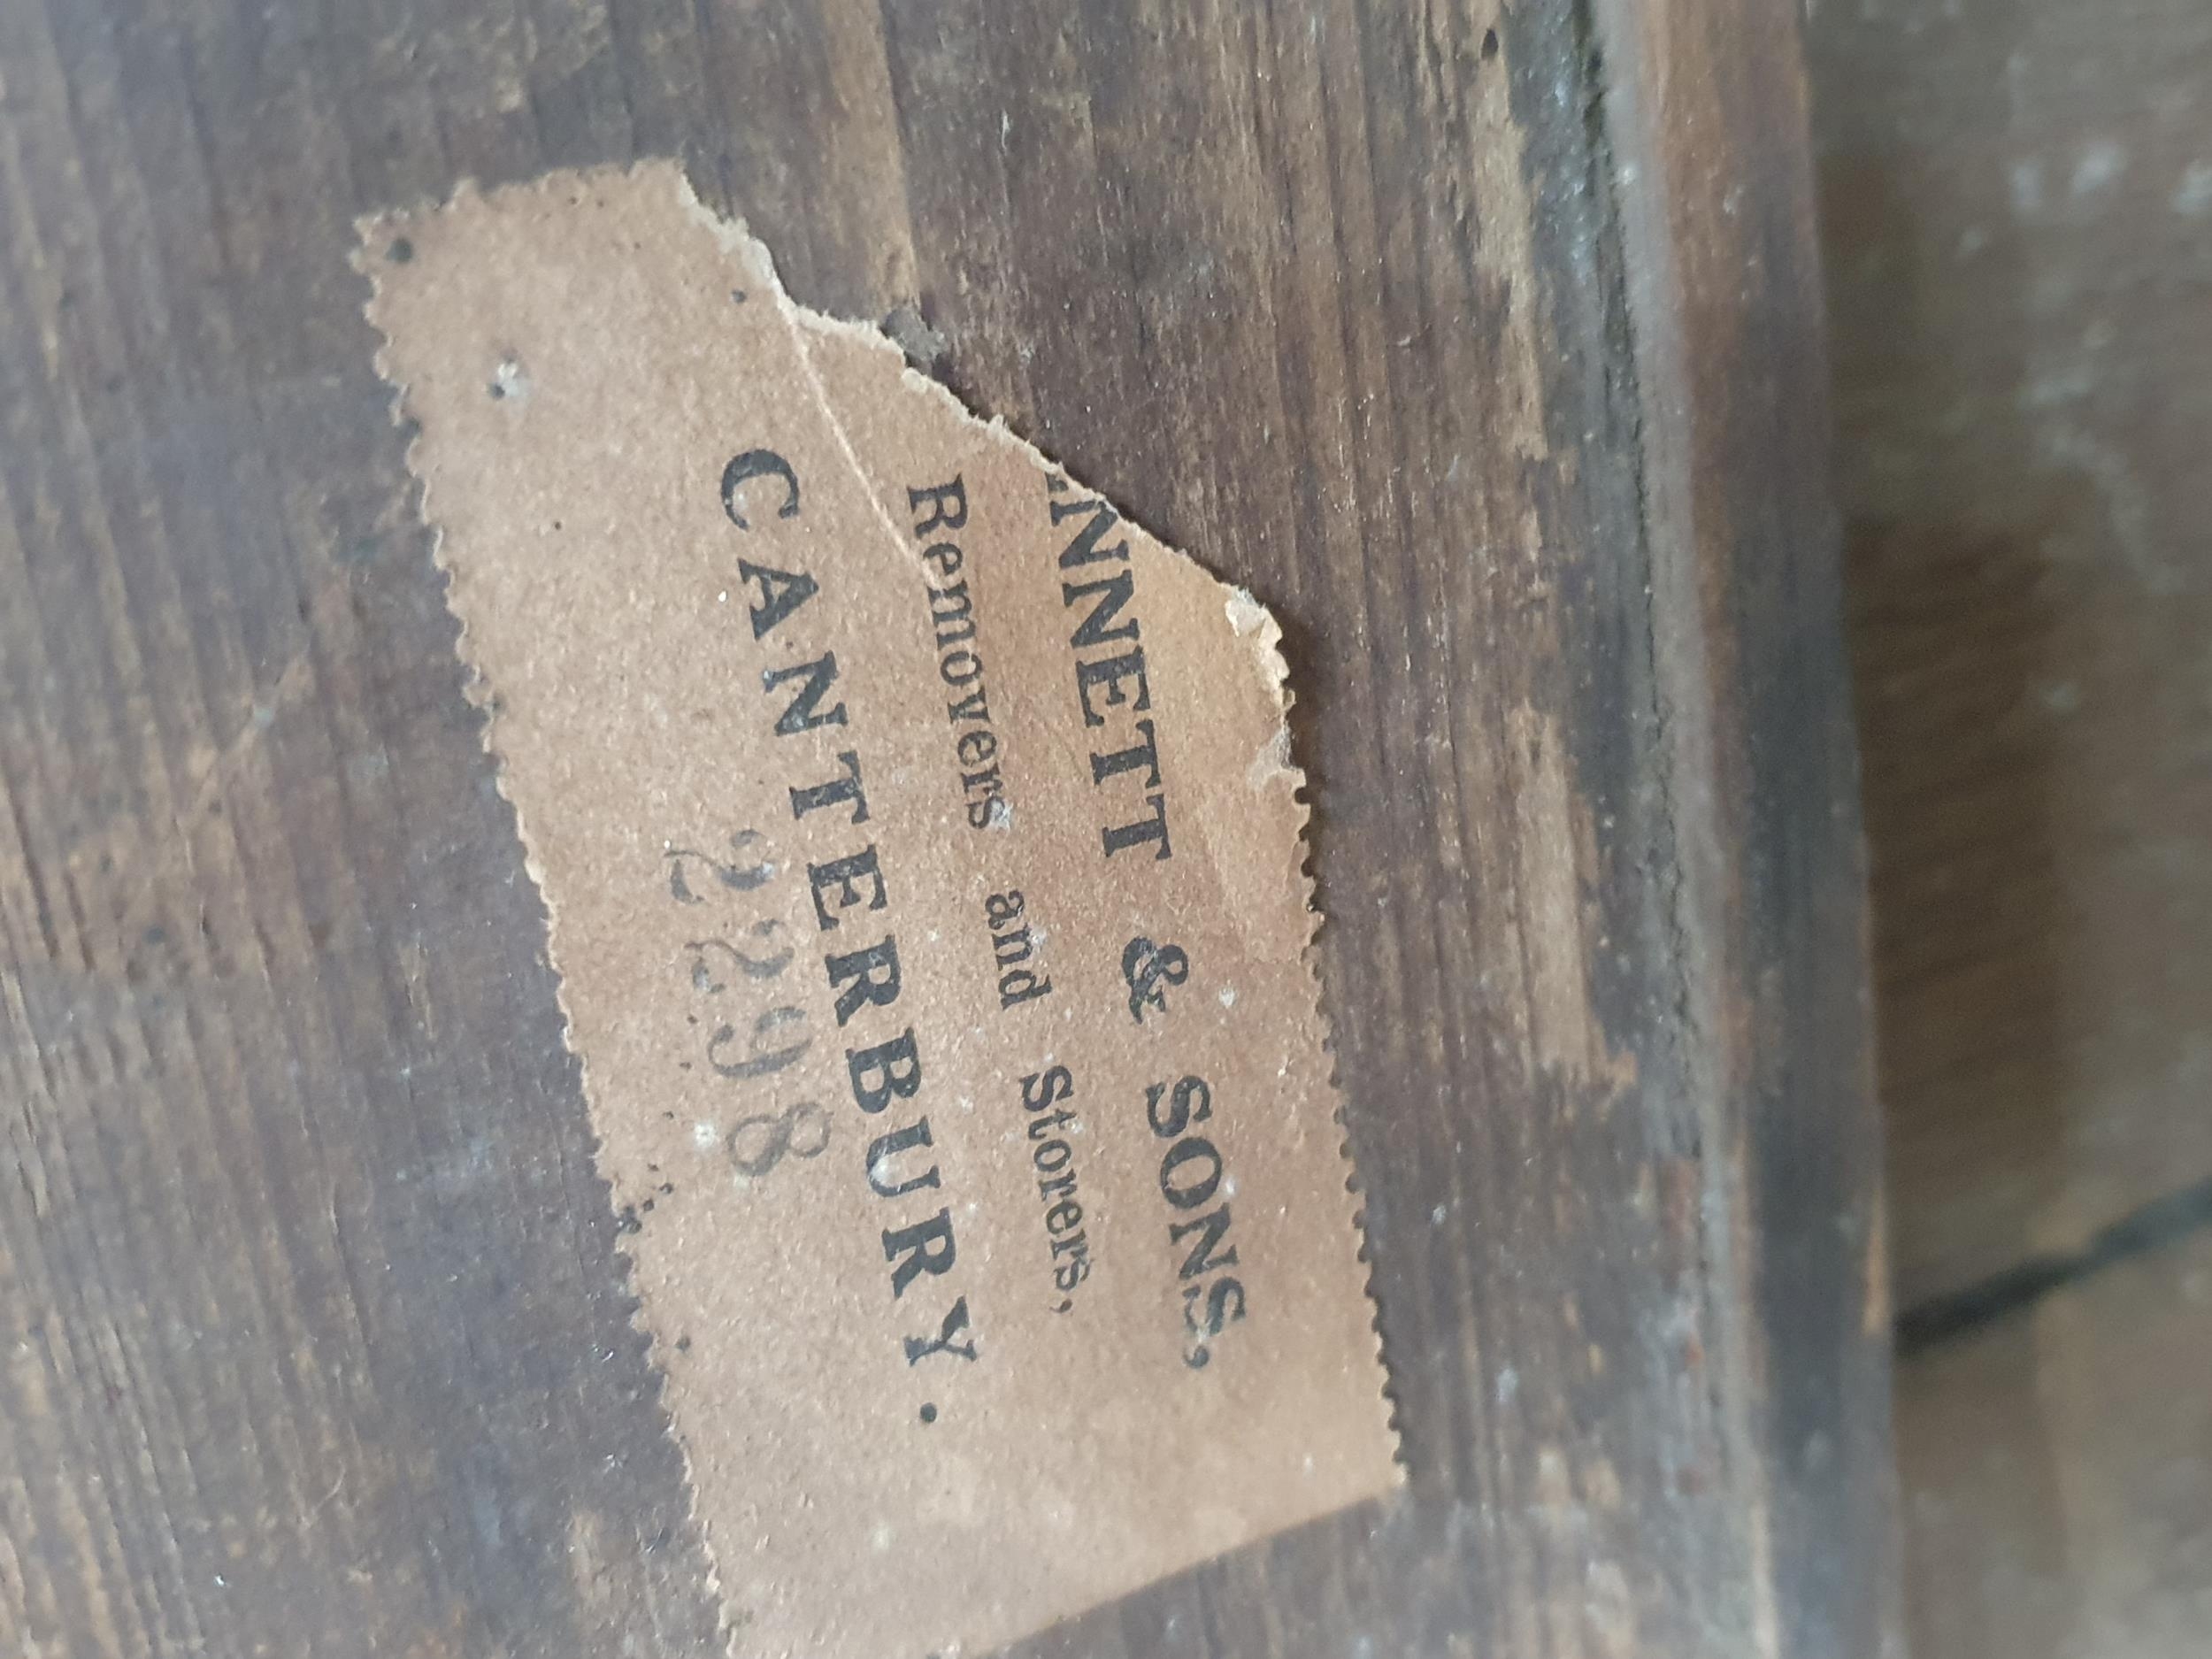 NNETT & SONS,
Removers and Storers,
CANTERBURY.
2298